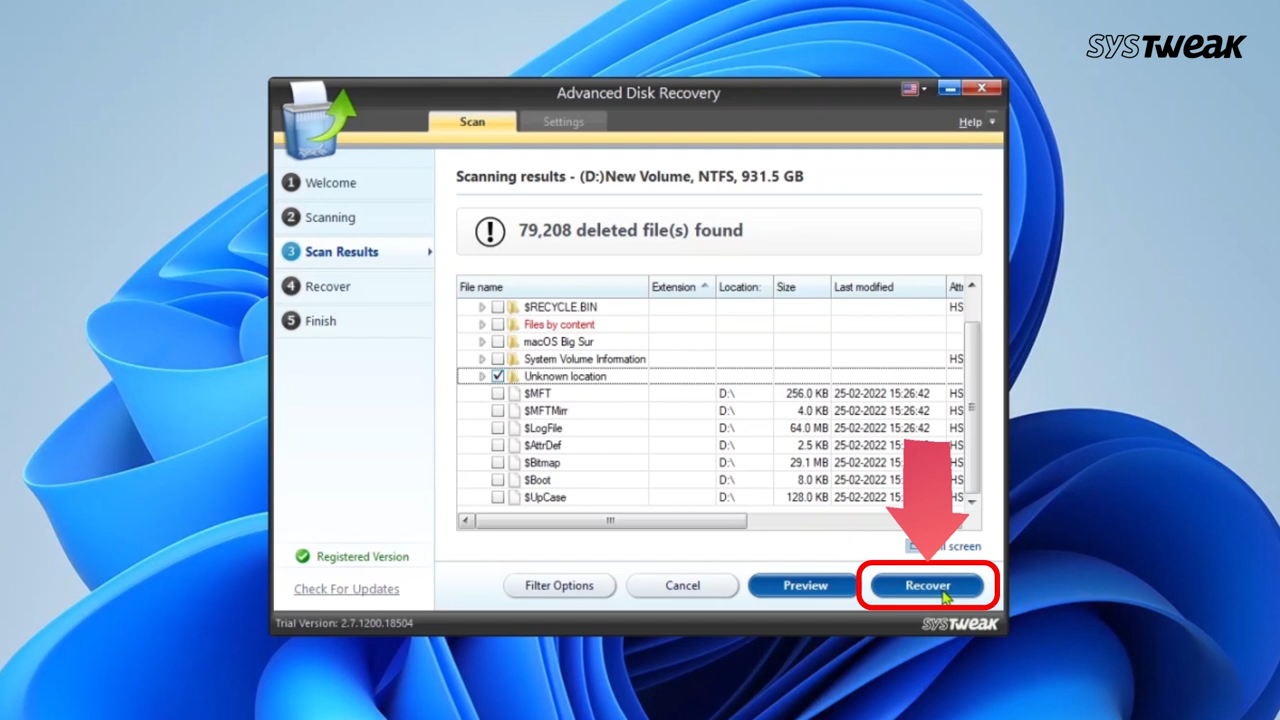 SYSTWEAK
Advanced Disk Recovery
Scan Settings Help
1 Welcome
2 Scanning
3 Scan Results
4 Recover
5 Finish
Registered Version
Check For Updates
Scanning results - (D:)New Volume, NTFS, 931.5 GB
79,208 deleted file(s) found
File name Extension Location: Size Last modified
$RECYCLE.BIN HS
Files by content
macOS Big Sur
System Volume Information HS
Unknown location
$MFT D:\ 256.0 KB 25-02-2022 15:26:42 HS
$MFTMirr D:\ 4.0 KB 25-02-2022 15:26:42 HS
$LogFile D:\ 64.0 MB 25-02-2022 15:26:42 HS
$AttrDef D:\ 2.5 KB 25-02-2022 HS
$Bitmap D:\ 29.1 MB 25-02-2022 HS
$Boot D:\ 8.0 KB 25-02-2022 HS
$UpCase D:\ 128.0 KB 25-02-2022 HS
screen
Filter Options Cancel Preview Recover
Trial Version: 2.7.1200.18504
SYSTWEAK